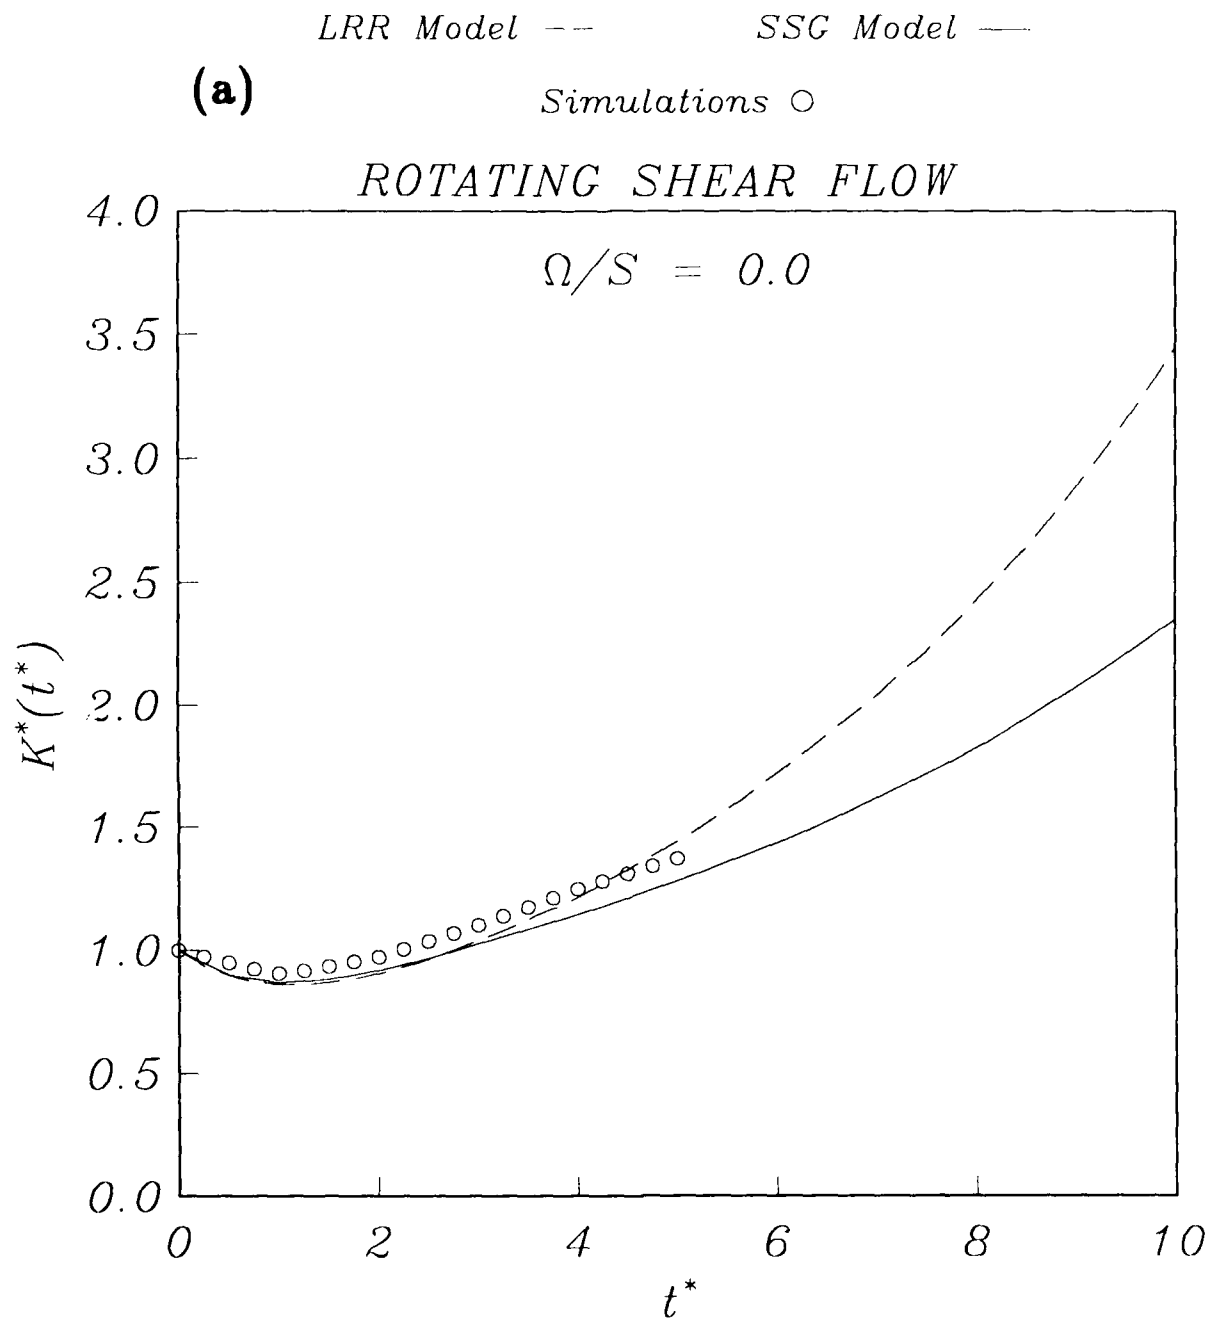 LRR Model -- SSG Model —
(a)
Simulations ○
ROTATING SHEAR FLOW
Ω/S = 0.0
4.0
3.5
3.0
2.5
2.0
1.5
1.0
0.5
0.0
K*(t*)
0 2 4 6 8 10
t*